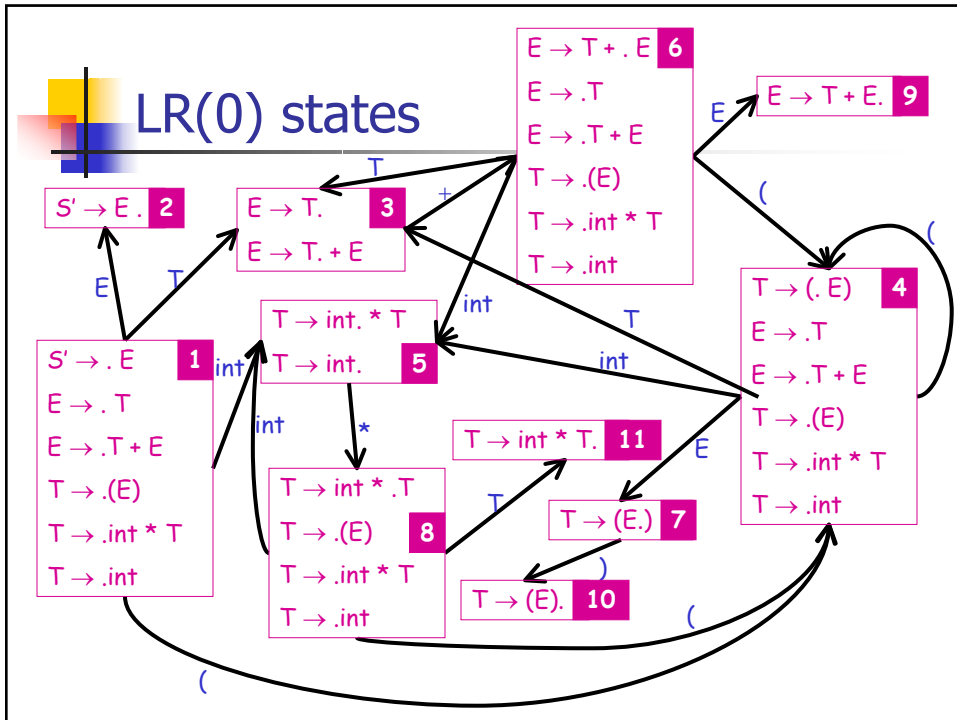 LR(0) states
E → T + . E 6
E → .T
E → .T + E
T → .(E)
T → .int * T
T → .int
E → T + E. 9
E
T
+
(
(
S' → E . 2
E → T. 3
E → T. + E
E
T
int
T
int
T → (. E) 4
E → .T
E → .T + E
T → .(E)
T → .int * T
T → .int
T → int. * T
T → int. 5
S' → . E 1
E → . T
E → .T + E
T → .(E)
T → .int * T
T → .int
int
int
*
T → int * T. 11
E
T
T → int * .T
T → .(E) 8
T → .int * T
T → .int
T → (E.) 7
)
T → (E). 10
(
(